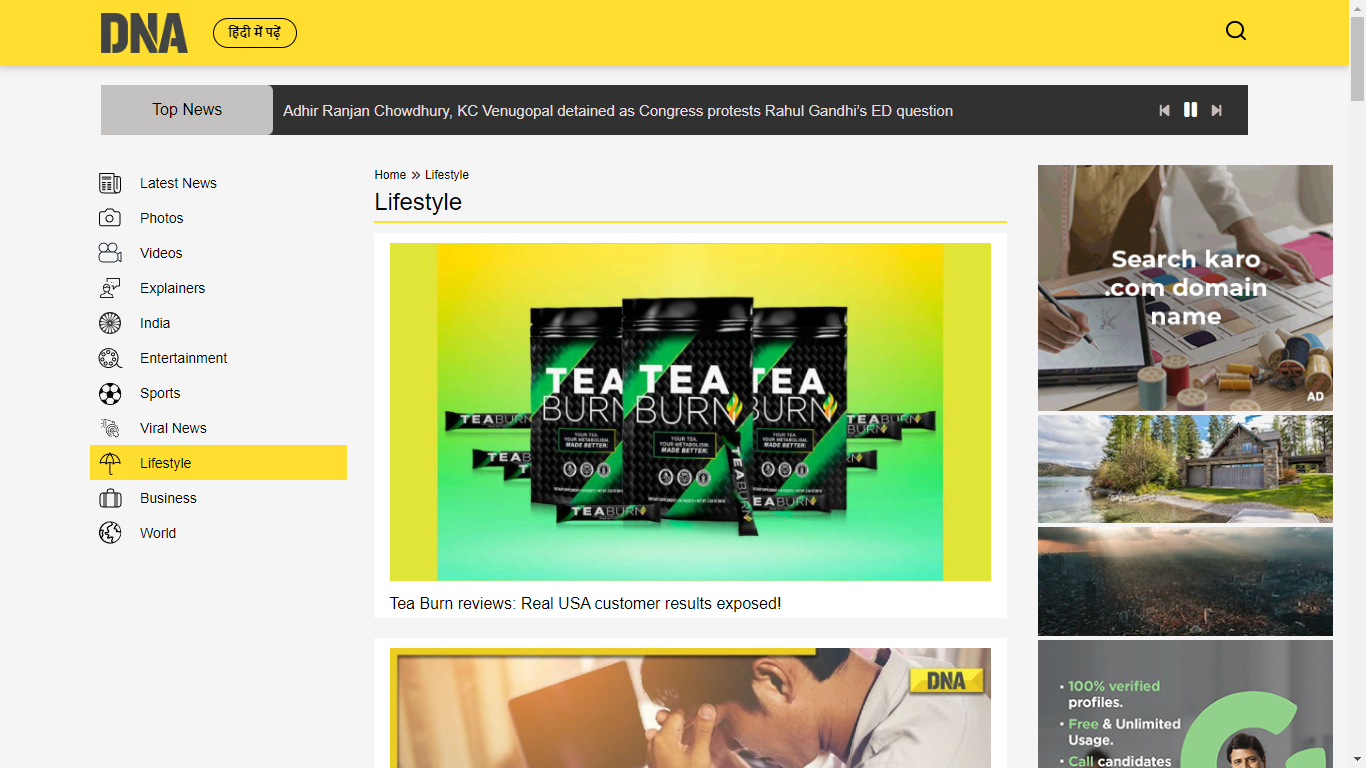 DNA
हिंदी में पढ़ें
Top News
Adhir Ranjan Chowdhury, KC Venugopal detained as Congress protests Rahul Gandhi's ED question
Latest News
Photos
Videos
Explainers
India
Entertainment
Sports
Viral News
Lifestyle
Business
World
Home » Lifestyle
Lifestyle
TEA
BURN
TEA
BURN
TEA
BURN
YOUR TEA.
YOUR METABOLISM.
MADE BETTER.
TEABURN
TEABURN
TEABURN
Tea Burn reviews: Real USA customer results exposed!
DNA
Search karo
.com domain
name
AD
• 100% verified
profiles.
• Free & Unlimited
Usage.
• Call candidates